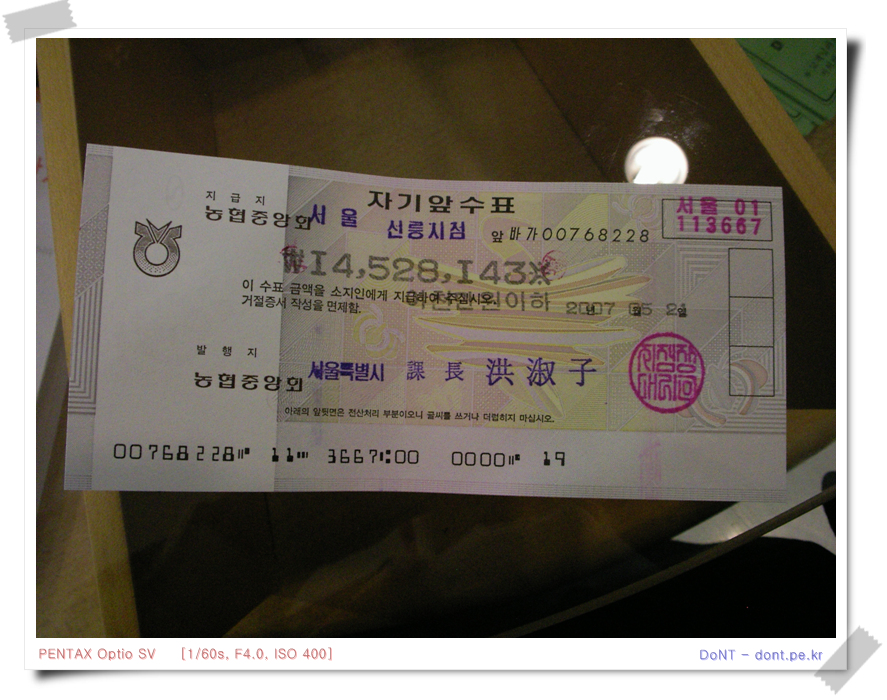 지 급 지
농협중앙회 서울 신릉지점
자기앞수표
앞 바가00768228
서울 01
113667
₩14,528,143※
이 수표 금액을 소지인에게 지급하여 주십시오.
거절증서 작성을 면제함.
이천만원이하
2007 년 05 월 21 일
발 행 지
농협중앙회 서울특별시 課長 洪淑子
아래의 앞뒷면은 전산처리 부분이오니 글씨를 쓰거나 더럽히지 마십시오.
00768228⑈ 11⑉ 3667⑆00 0000⑈ 19
PENTAX Optio SV [1/60s, F4.0, ISO 400]
DoNT - dont.pe.kr